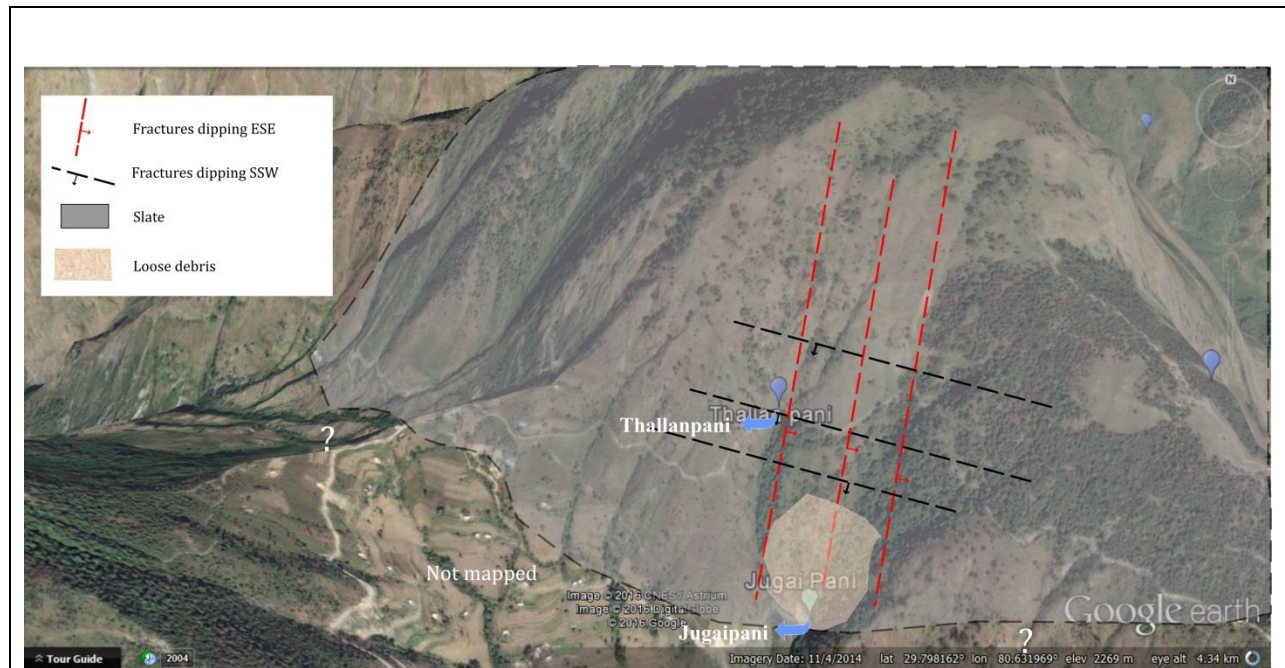 N
Fractures dipping ESE
Fractures dipping SSW
Slate
Loose debris
Thallan pani
Thallanpani
?
Not mapped
Jugai Pani
Image © 2016 CNES / Astrium
Image © 2016 DigitalGlobe
© 2016 Google
Google earth
Jugaipani
?
Tour Guide
2004
Imagery Date: 11/4/2014 lat 29.798162° lon 80.631969° elev 2269 m eye alt 4.34 km